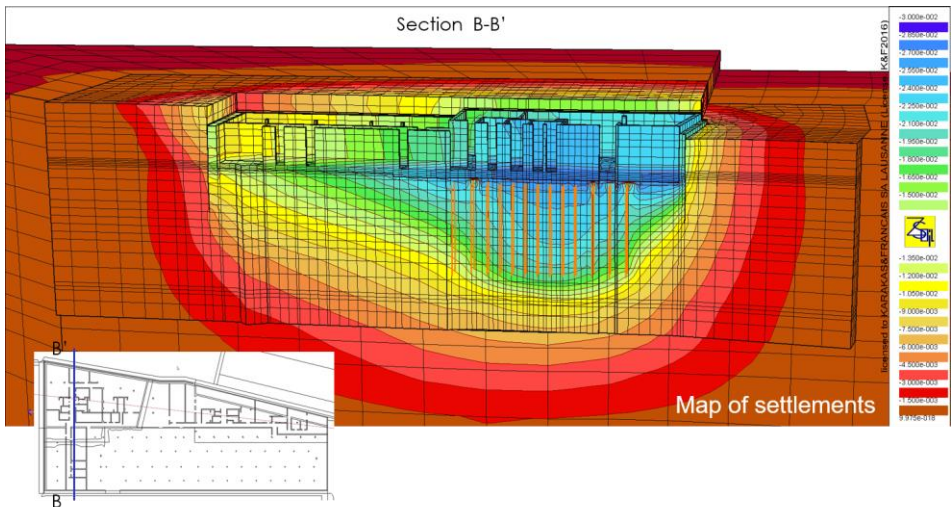 Section B-B'
Map of settlements
B'
B
-3.000e-002
-2.850e-002
-2.700e-002
-2.550e-002
-2.400e-002
-2.250e-002
-2.100e-002
-1.950e-002
-1.800e-002
-1.650e-002
-1.500e-002
-1.350e-002
-1.200e-002
-1.050e-002
-9.000e-003
-7.500e-003
-6.000e-003
-4.500e-003
-3.000e-003
-1.500e-003
9.975e-018
licensed to KARAKAS&FRANCAIS SA LAUSANNE
K&F2016)